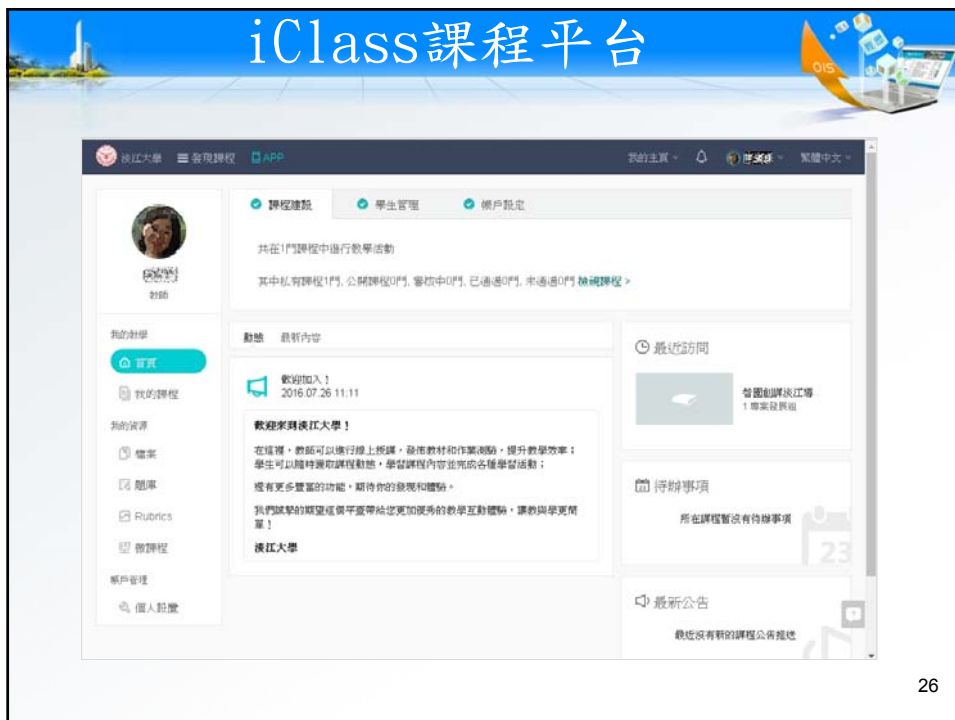 iClass課程平台
OIS
淡江大學 發現課程 APP 我的主頁 繁體中文
課程建設 學生管理 帳戶設定
共在1門課程中進行教學活動
教師
其中私有課程1門, 公開課程0門, 審核中0門, 已通過0門, 未通過0門 檢視課程 >
我的教學
動態 最新內容
最近訪問
首頁
歡迎加入！
2016.07.26 11:11
我的課程
1 專案發展組
我的資源
歡迎來到淡江大學！
檔案
在這裡，教師可以進行線上授課，發佈教材和作業測驗，提升教學效率；
學生可以隨時獲取課程動態，學習課程內容並完成各種學習活動；
題庫
還有更多豐富的功能，期待你的發現和體驗。
待辦事項
Rubrics
我們誠摯的期望這個平臺帶給您更加優秀的教學互動體驗，讓教與學更簡
單！
所在課程暫沒有待辦事項
微課程
淡江大學
23
帳戶管理
個人設置
最新公告
?
最近沒有新的課程公告推送
26